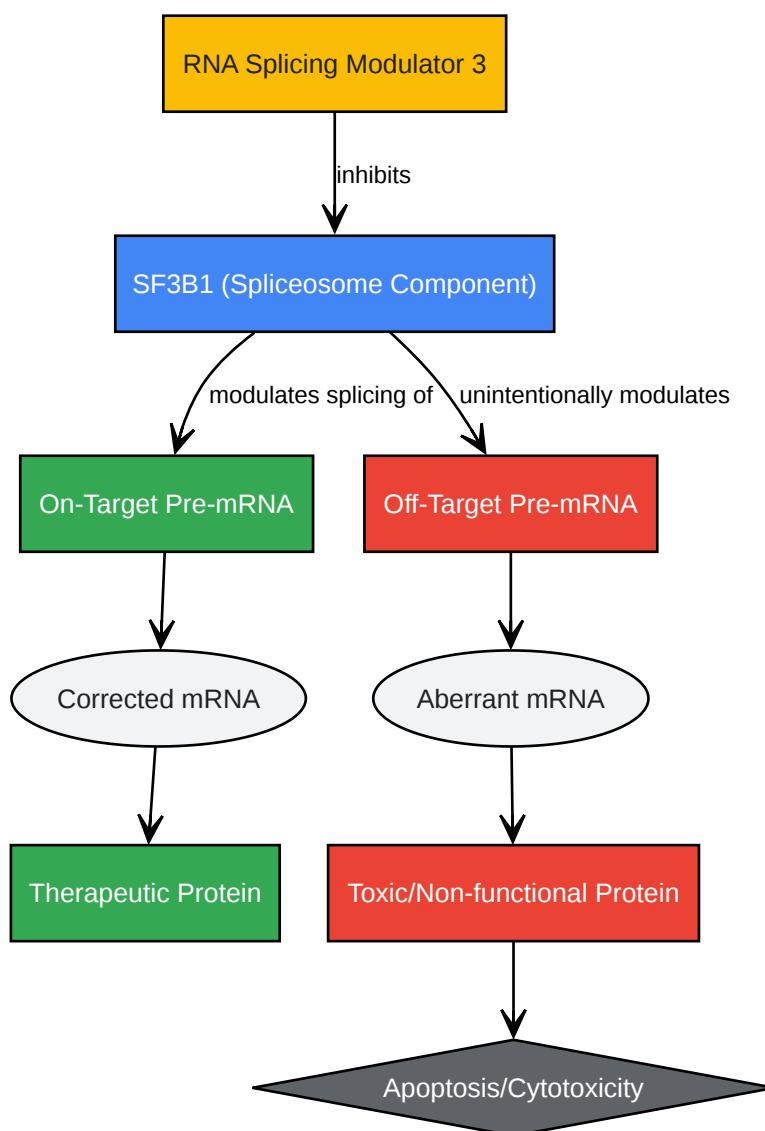 RNA Splicing Modulator 3
inhibits
SF3B1 (Spliceosome Component)
modulates splicing of
unintentionally modulates
On-Target Pre-mRNA
Off-Target Pre-mRNA
Corrected mRNA
Aberrant mRNA
Therapeutic Protein
Toxic/Non-functional Protein
Apoptosis/Cytotoxicity